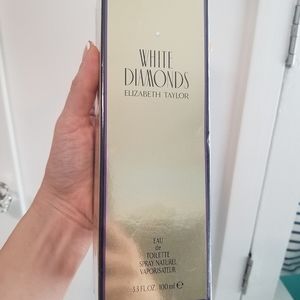 WHITE
DIAMONDS
ELIZABETH TAYLOR
EAU
de
TOILETTE
SPRAY NATUREL
VAPORISATEUR
3.3 FL.OZ. 100 ml ℮